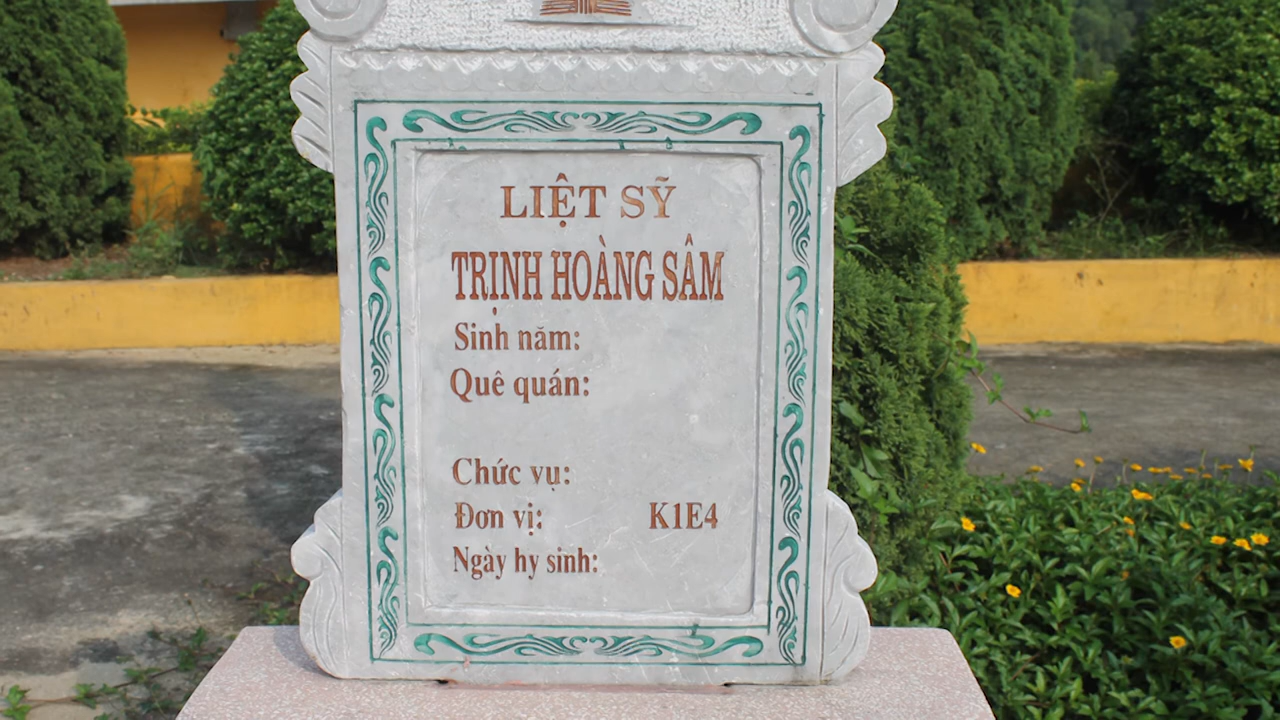 LIỆT SỸ
TRỊNH HOÀNG SÂM
Sinh năm:
Quê quán:
Chức vụ:
Đơn vị: K1E4
Ngày hy sinh: